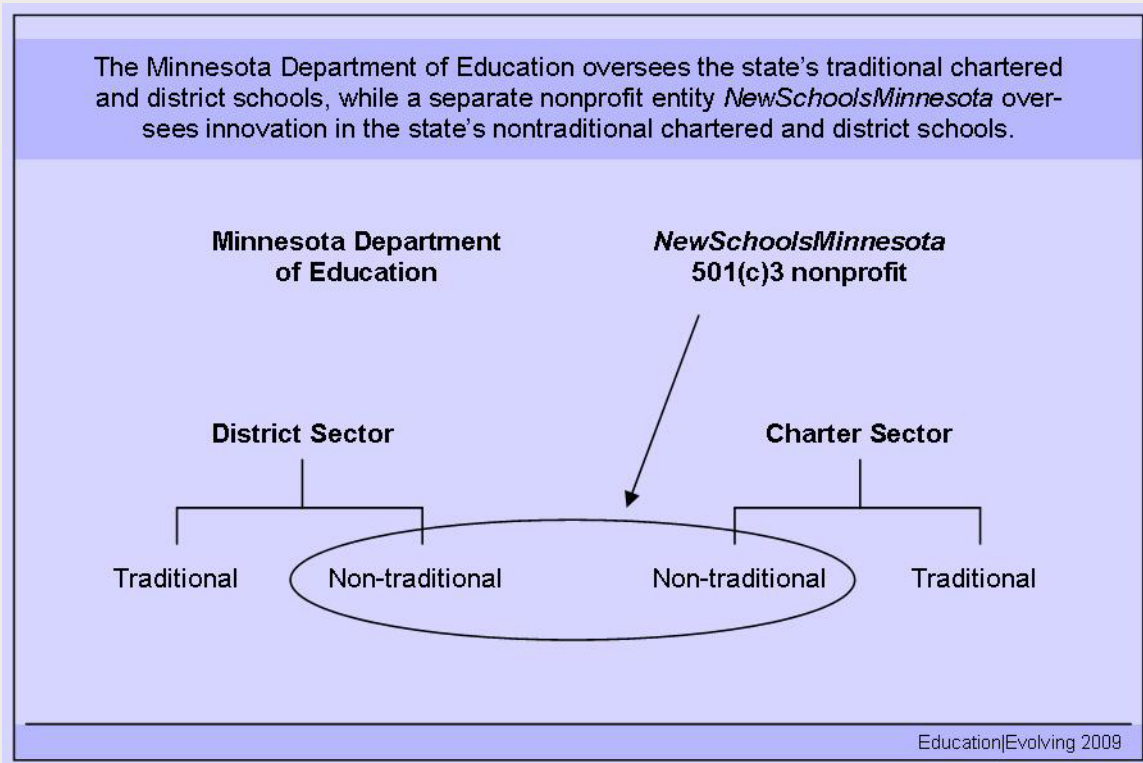 The Minnesota Department of Education oversees the state's traditional chartered
and district schools, while a separate nonprofit entity NewSchoolsMinnesota over-
sees innovation in the state's nontraditional chartered and district schools.
Minnesota Department
of Education
NewSchoolsMinnesota
501(c)3 nonprofit
District Sector
Charter Sector
Traditional
Non-traditional
Non-traditional
Traditional
Education|Evolving 2009